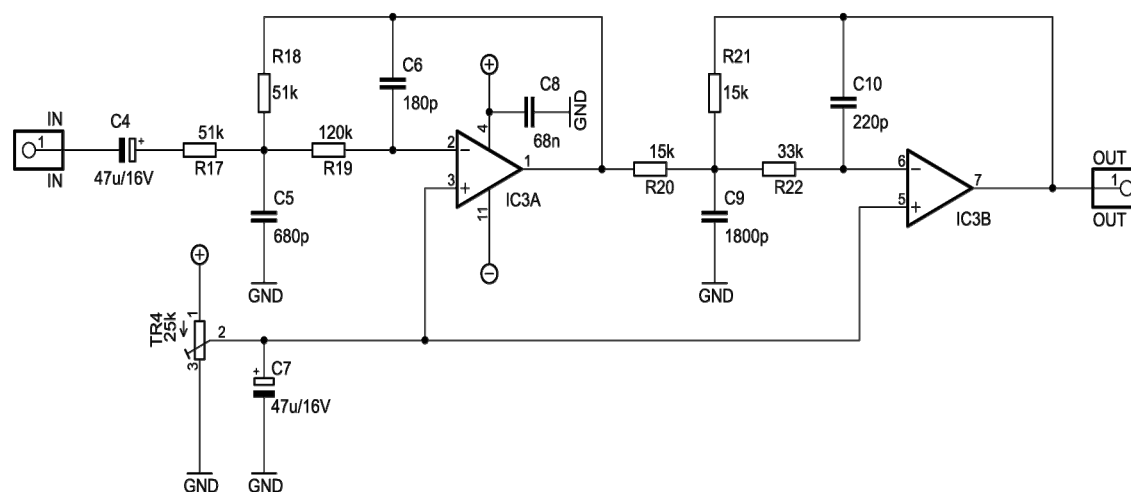 R18
51k
C6
180p
C8
68n
GND
R21
15k
C10
220p
IN
1
IN
C4
+
47u/16V
51k
R17
120k
R19
C5
680p
GND
2
3
4
11
1
−
+
IC3A
+
−
15k
R20
33k
R22
C9
1800p
GND
6
5
7
−
+
IC3B
OUT
1
OUT
+
TR4
25k
1
2
3
+
C7
47u/16V
GND
GND